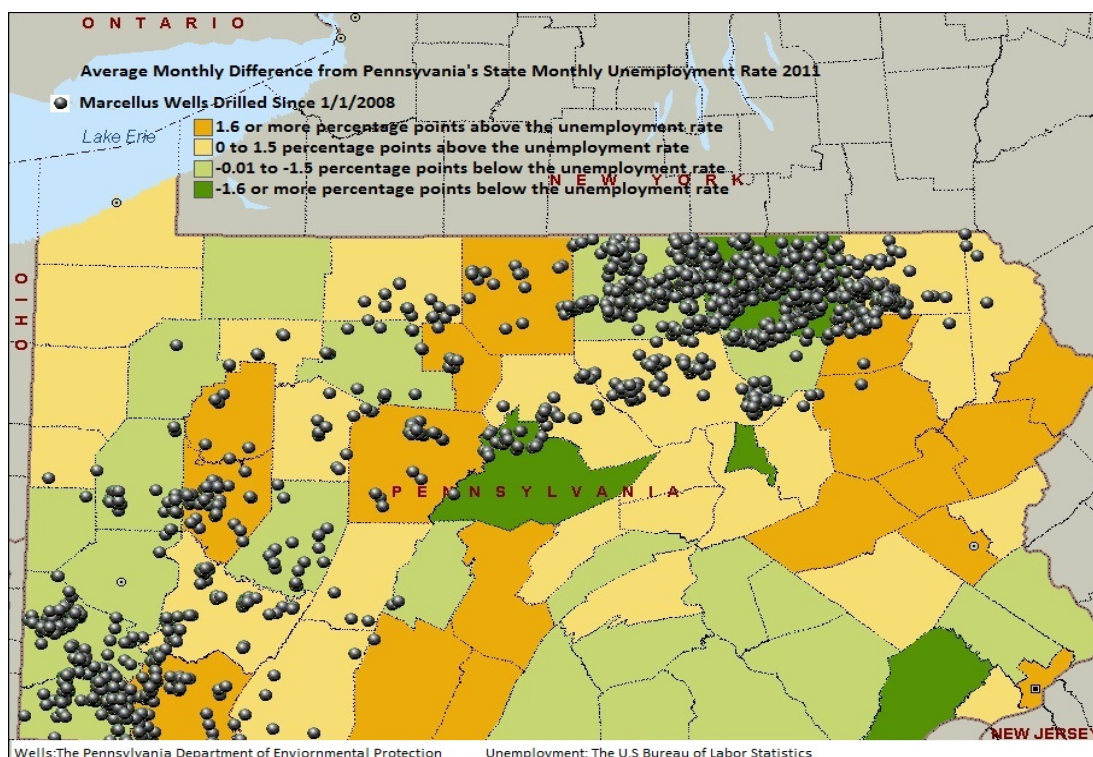 ONTARIO
Average Monthly Difference from Pennsyvania's State Monthly Unemployment Rate 2011
Marcellus Wells Drilled Since 1/1/2008
Lake Erie
1.6 or more percentage points above the unemployment rate
0 to 1.5 percentage points above the unemployment rate
-0.01 to -1.5 percentage points below the unemployment rate
-1.6 or more percentage points below the unemployment rate
NEW YORK
OHIO
PENNSYLVANIA
NEW JERSEY
Wells:The Pennsylvania Department of Enviornmental Protection Unemployment: The U.S Bureau of Labor Statistics